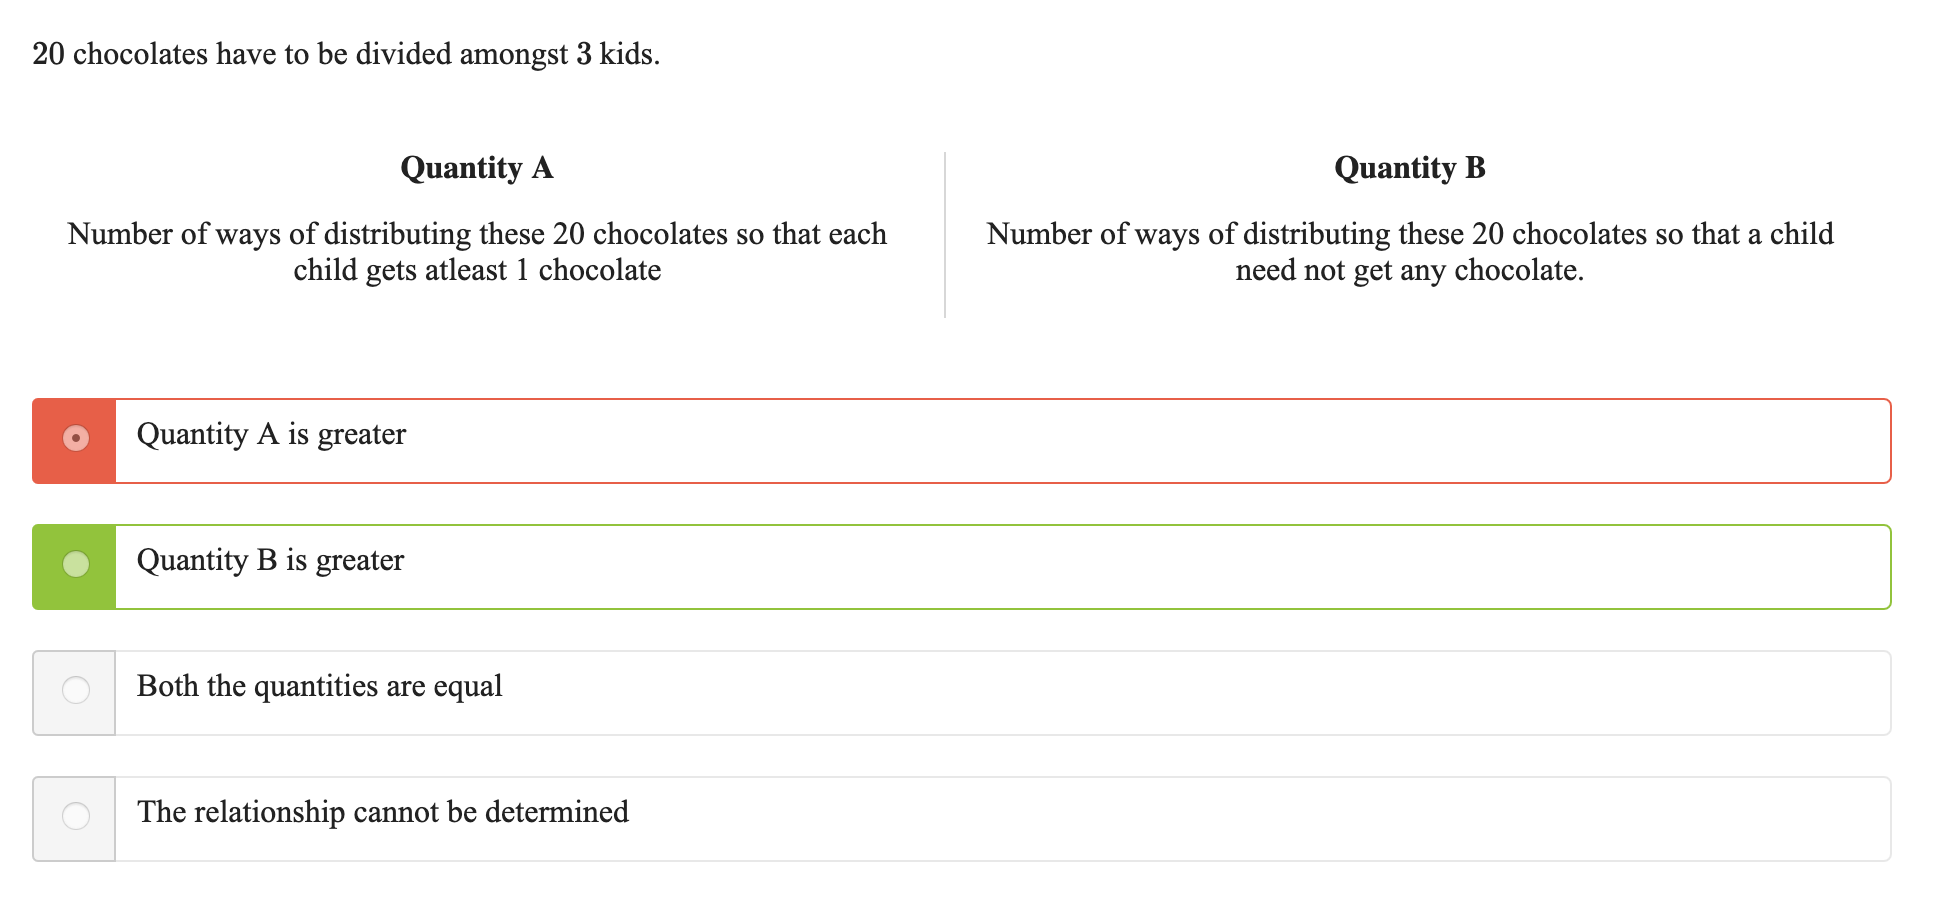 20 chocolates have to be divided amongst 3 kids.
Quantity A
Number of ways of distributing these 20 chocolates so that each
child gets atleast 1 chocolate
Quantity B
Number of ways of distributing these 20 chocolates so that a child
need not get any chocolate.
Quantity A is greater
Quantity B is greater
Both the quantities are equal
The relationship cannot be determined